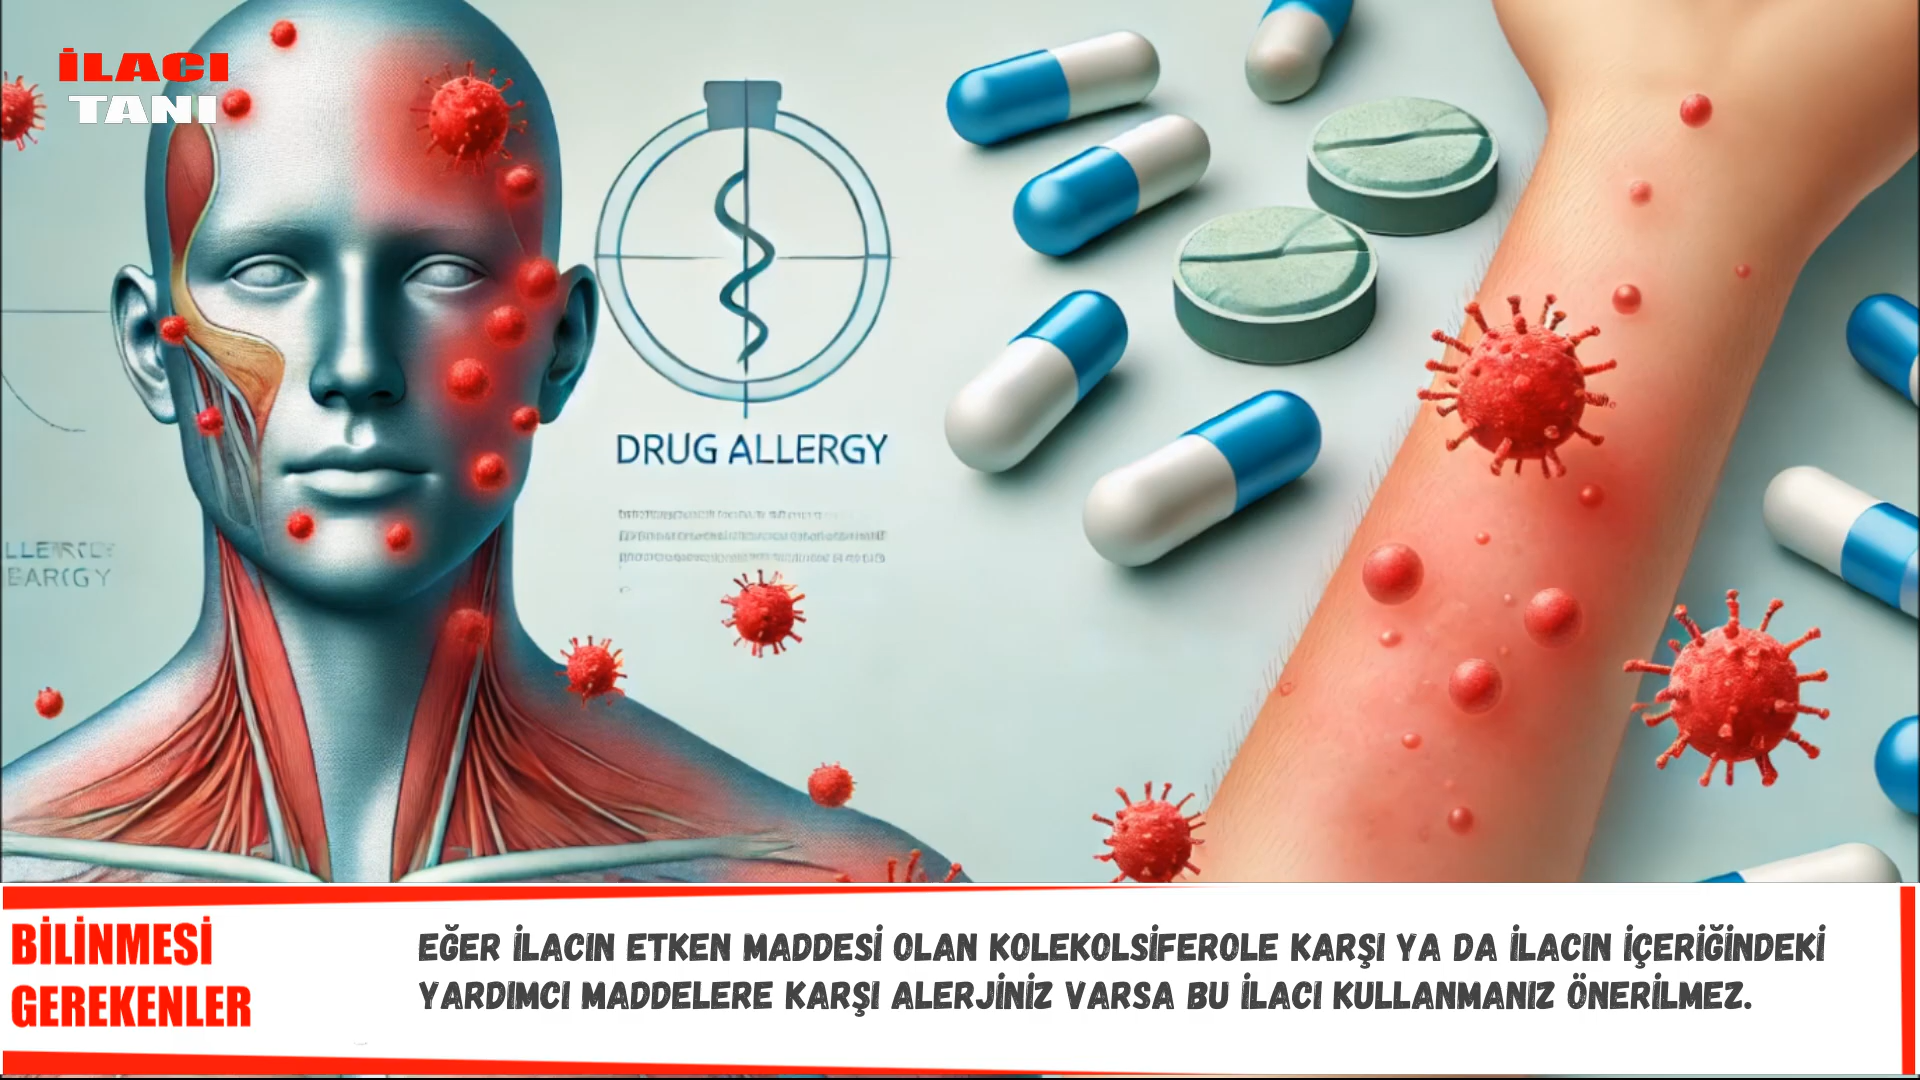 İLACI
TANI
DRUG ALLERGY
BİLİNMESİ
GEREKENLER
EĞER İLACIN ETKEN MADDESİ OLAN KOLEKOLSİFEROLE KARŞI YA DA İLACIN İÇERİĞİNDEKİ
YARDIMCI MADDELERE KARŞI ALERJİNİZ VARSA BU İLACI KULLANMANIZ ÖNERİLMEZ.